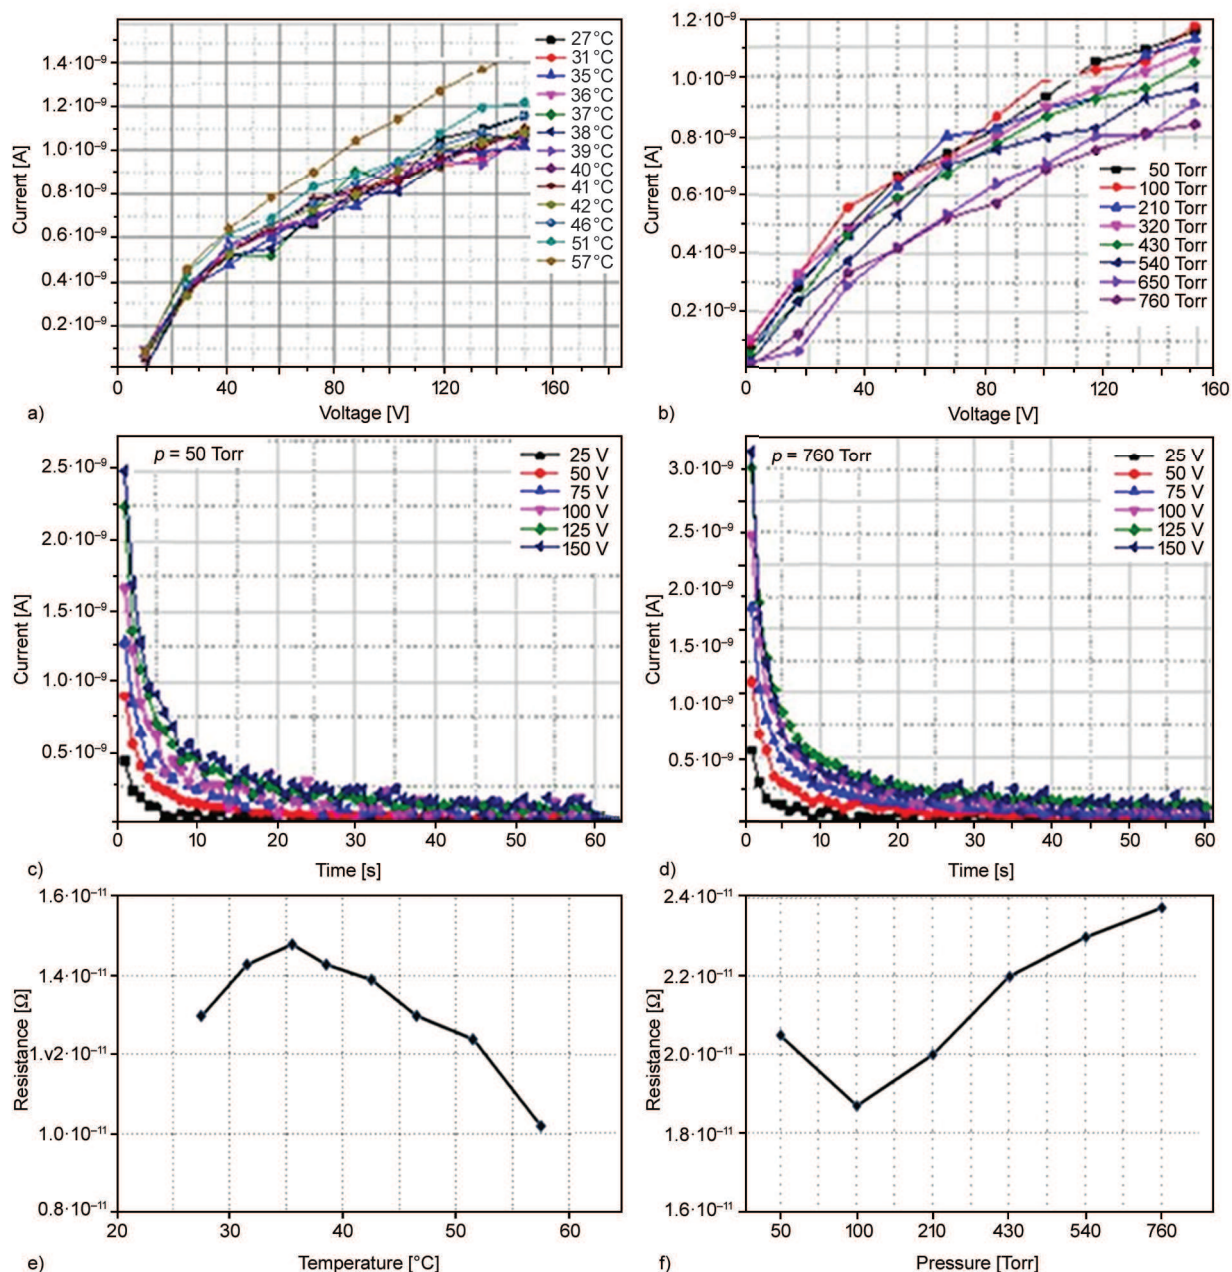 Current [A]
1.4·10⁻⁹
1.2·10⁻⁹
1.0·10⁻⁹
0.8·10⁻⁹
0.6·10⁻⁹
0.4·10⁻⁹
0.2·10⁻⁹
0 40 80 120 160
Voltage [V]
a)
27°C
31°C
35°C
36°C
37°C
38°C
39°C
40°C
41°C
42°C
46°C
51°C
57°C
Current [A]
1.2·10⁻⁹
1.0·10⁻⁹
0.8·10⁻⁹
0.6·10⁻⁹
0.4·10⁻⁹
0.2·10⁻⁹
0 40 80 120 160
Voltage [V]
b)
50 Torr
100 Torr
210 Torr
320 Torr
430 Torr
540 Torr
650 Torr
760 Torr
Current [A]
2.5·10⁻⁹
2.0·10⁻⁹
1.5·10⁻⁹
1.0·10⁻⁹
0.5·10⁻⁹
0 10 20 30 40 50 60
Time [s]
c)
p = 50 Torr
25 V
50 V
75 V
100 V
125 V
150 V
Current [A]
3.0·10⁻⁹
2.5·10⁻⁹
2.0·10⁻⁹
1.5·10⁻⁹
1.0·10⁻⁹
0.5·10⁻⁹
0 10 20 30 40 50 60
Time [s]
d)
p = 760 Torr
25 V
50 V
75 V
100 V
125 V
150 V
Resistance [Ω]
1.6·10⁻¹¹
1.4·10⁻¹¹
1.v2·10⁻¹¹
1.0·10⁻¹¹
0.8·10⁻¹¹
20 30 40 50 60
Temperature [°C]
e)
Resistance [Ω]
2.4·10⁻¹¹
2.2·10⁻¹¹
2.0·10⁻¹¹
1.8·10⁻¹¹
1.6·10⁻¹¹
50 100 210 430 540 760
Pressure [Torr]
f)